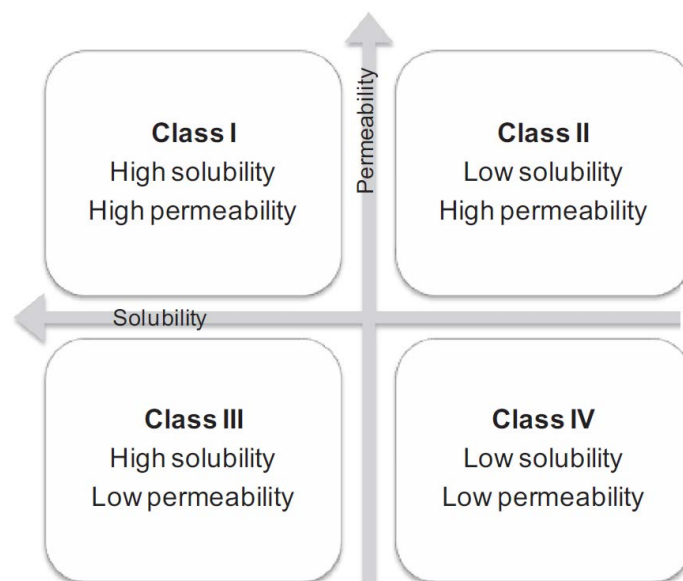 Permeability
Class I
High solubility
High permeability
Class II
Low solubility
High permeability
Solubility
Class III
High solubility
Low permeability
Class IV
Low solubility
Low permeability